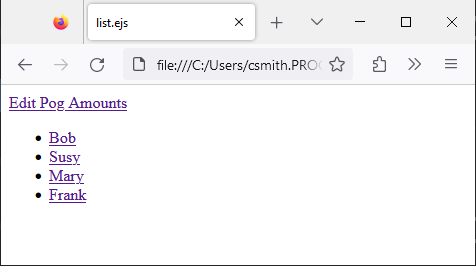 list.ejs
file:///C:/Users/csmith.PROG
Edit Pog Amounts
Bob
Susy
Mary
Frank